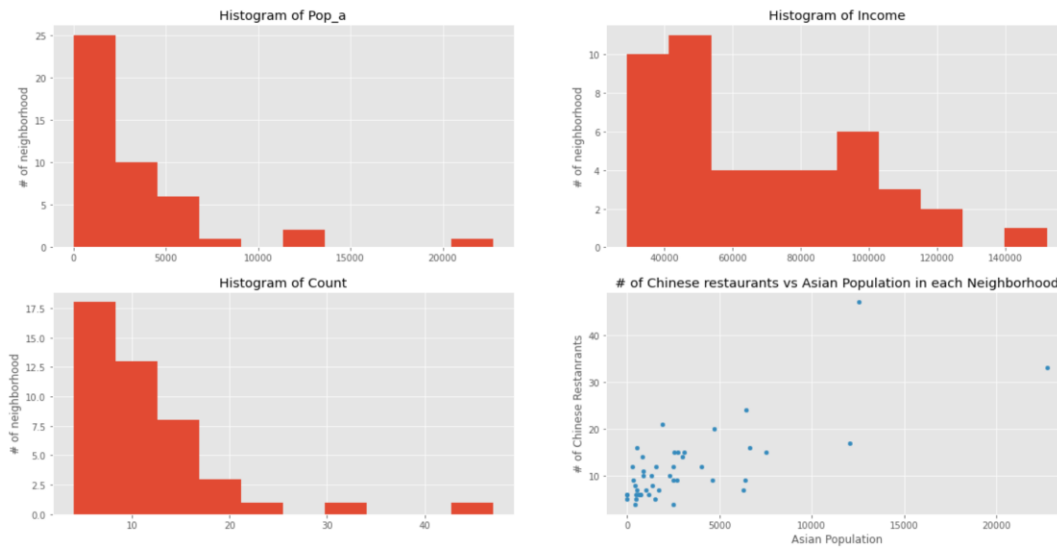 Histogram of Pop_a
# of neighborhood
25
20
15
10
5
0
0 5000 10000 15000 20000
Histogram of Income
# of neighborhood
10
8
6
4
2
0
40000 60000 80000 100000 120000 140000
Histogram of Count
# of neighborhood
17.5
15.0
12.5
10.0
7.5
5.0
2.5
0.0
10 20 30 40
# of Chinese restaurants vs Asian Population in each Neighborhood
# of Chinese Restanrants
40
30
20
10
0 5000 10000 15000 20000
Asian Population